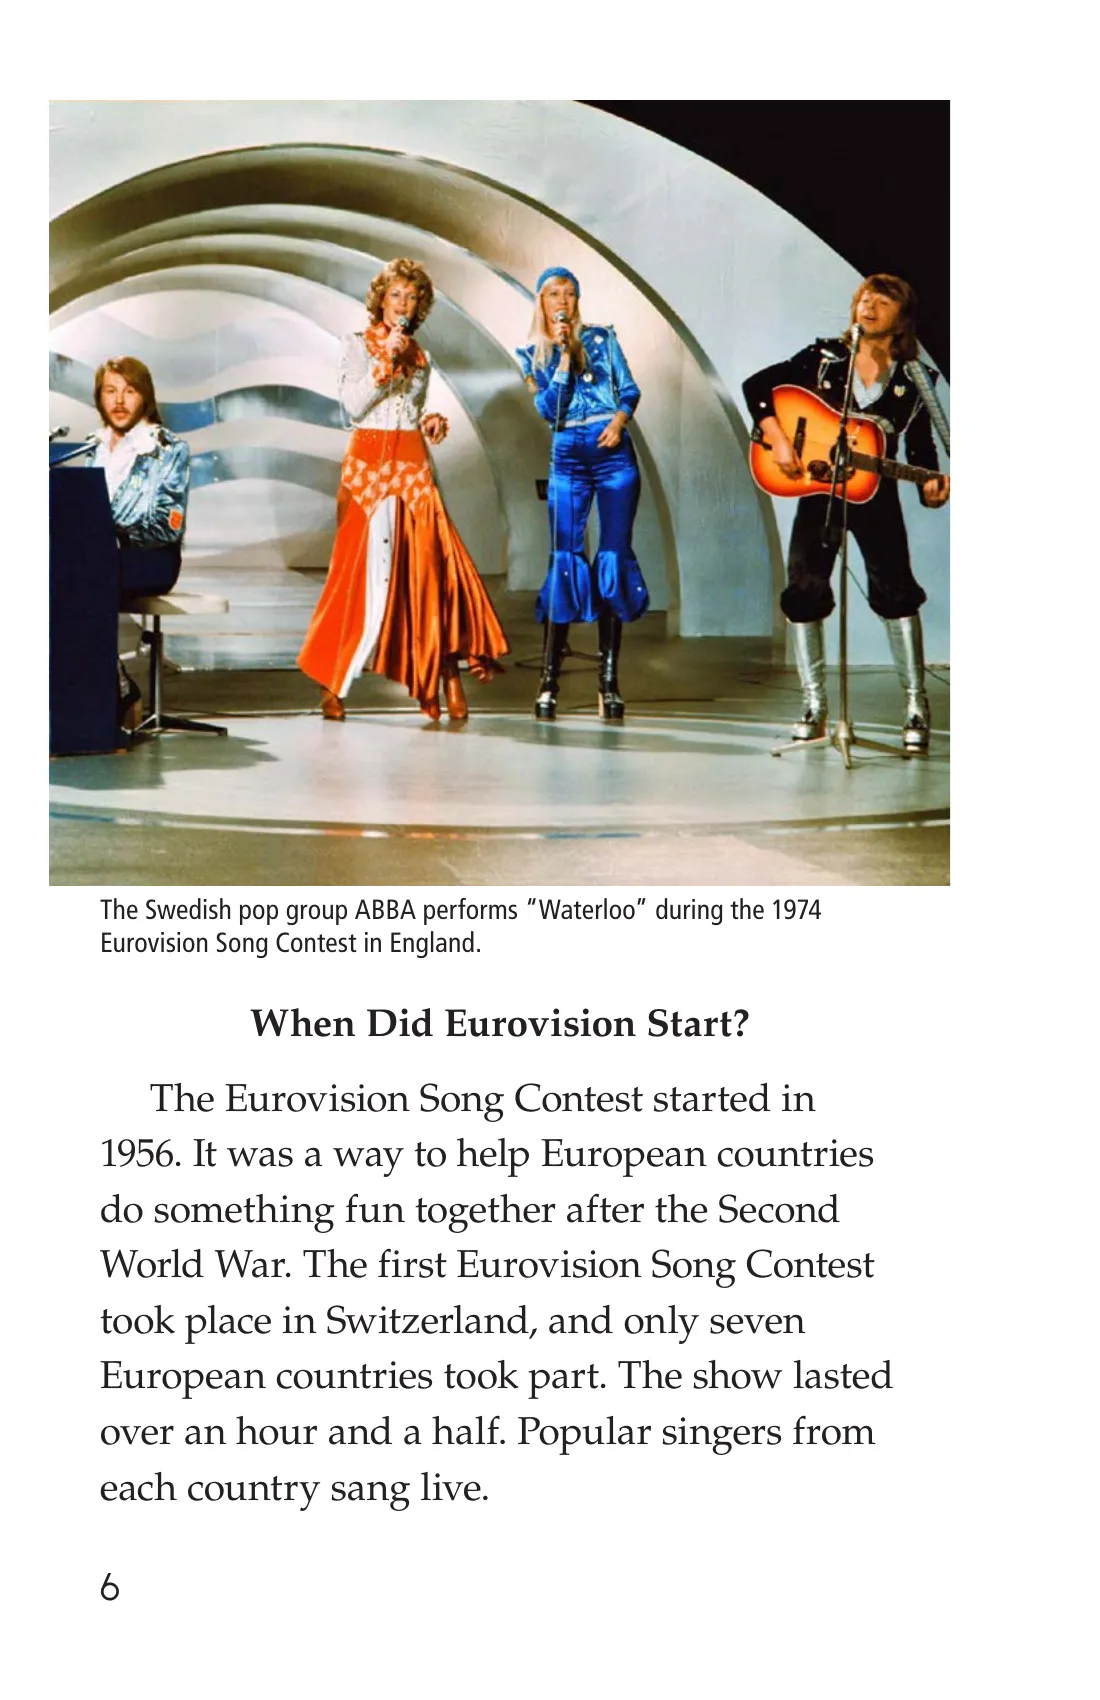 The Swedish pop group ABBA performs “Waterloo” during the 1974
Eurovision Song Contest in England.
When Did Eurovision Start?
The Eurovision Song Contest started in
1956. It was a way to help European countries
do something fun together after the Second
World War. The first Eurovision Song Contest
took place in Switzerland, and only seven
European countries took part. The show lasted
over an hour and a half. Popular singers from
each country sang live.
6